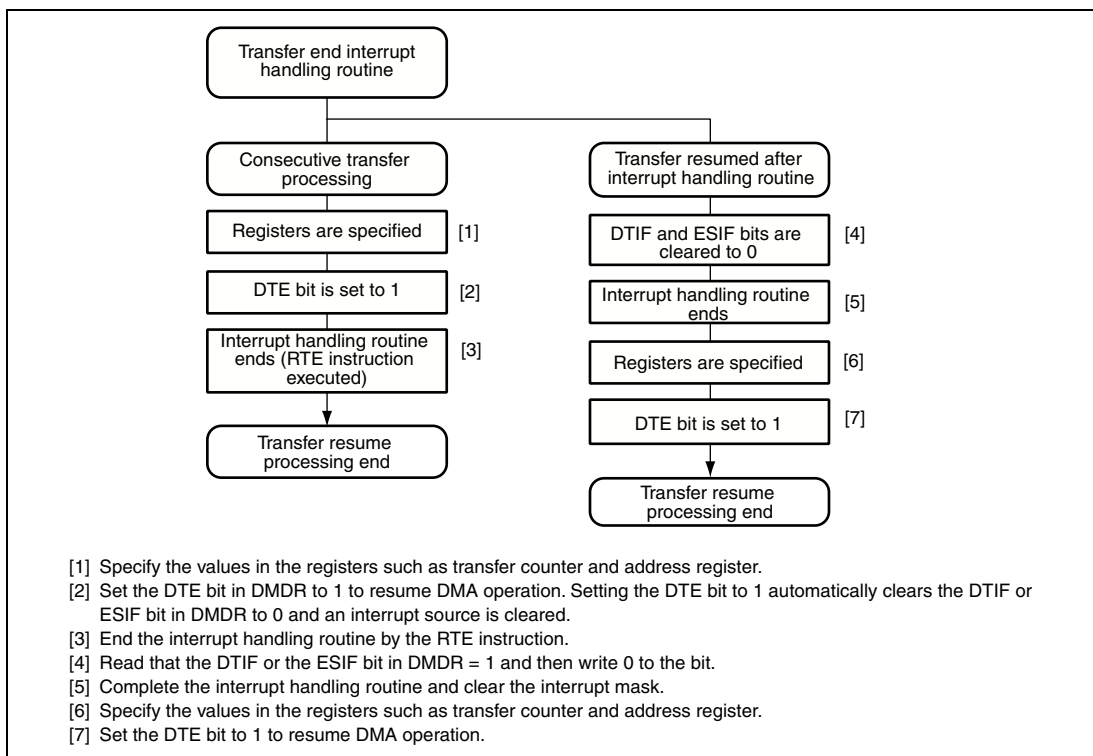 Transfer end interrupt
handling routine
Consecutive transfer
processing
Registers are specified [1]
DTE bit is set to 1 [2]
Interrupt handling routine
ends (RTE instruction
executed) [3]
Transfer resume
processing end
Transfer resumed after
interrupt handling routine
DTIF and ESIF bits are
cleared to 0 [4]
Interrupt handling routine
ends [5]
Registers are specified [6]
DTE bit is set to 1 [7]
Transfer resume
processing end
[1] Specify the values in the registers such as transfer counter and address register.
[2] Set the DTE bit in DMDR to 1 to resume DMA operation. Setting the DTE bit to 1 automatically clears the DTIF or
ESIF bit in DMDR to 0 and an interrupt source is cleared.
[3] End the interrupt handling routine by the RTE instruction.
[4] Read that the DTIF or the ESIF bit in DMDR = 1 and then write 0 to the bit.
[5] Complete the interrupt handling routine and clear the interrupt mask.
[6] Specify the values in the registers such as transfer counter and address register.
[7] Set the DTE bit to 1 to resume DMA operation.